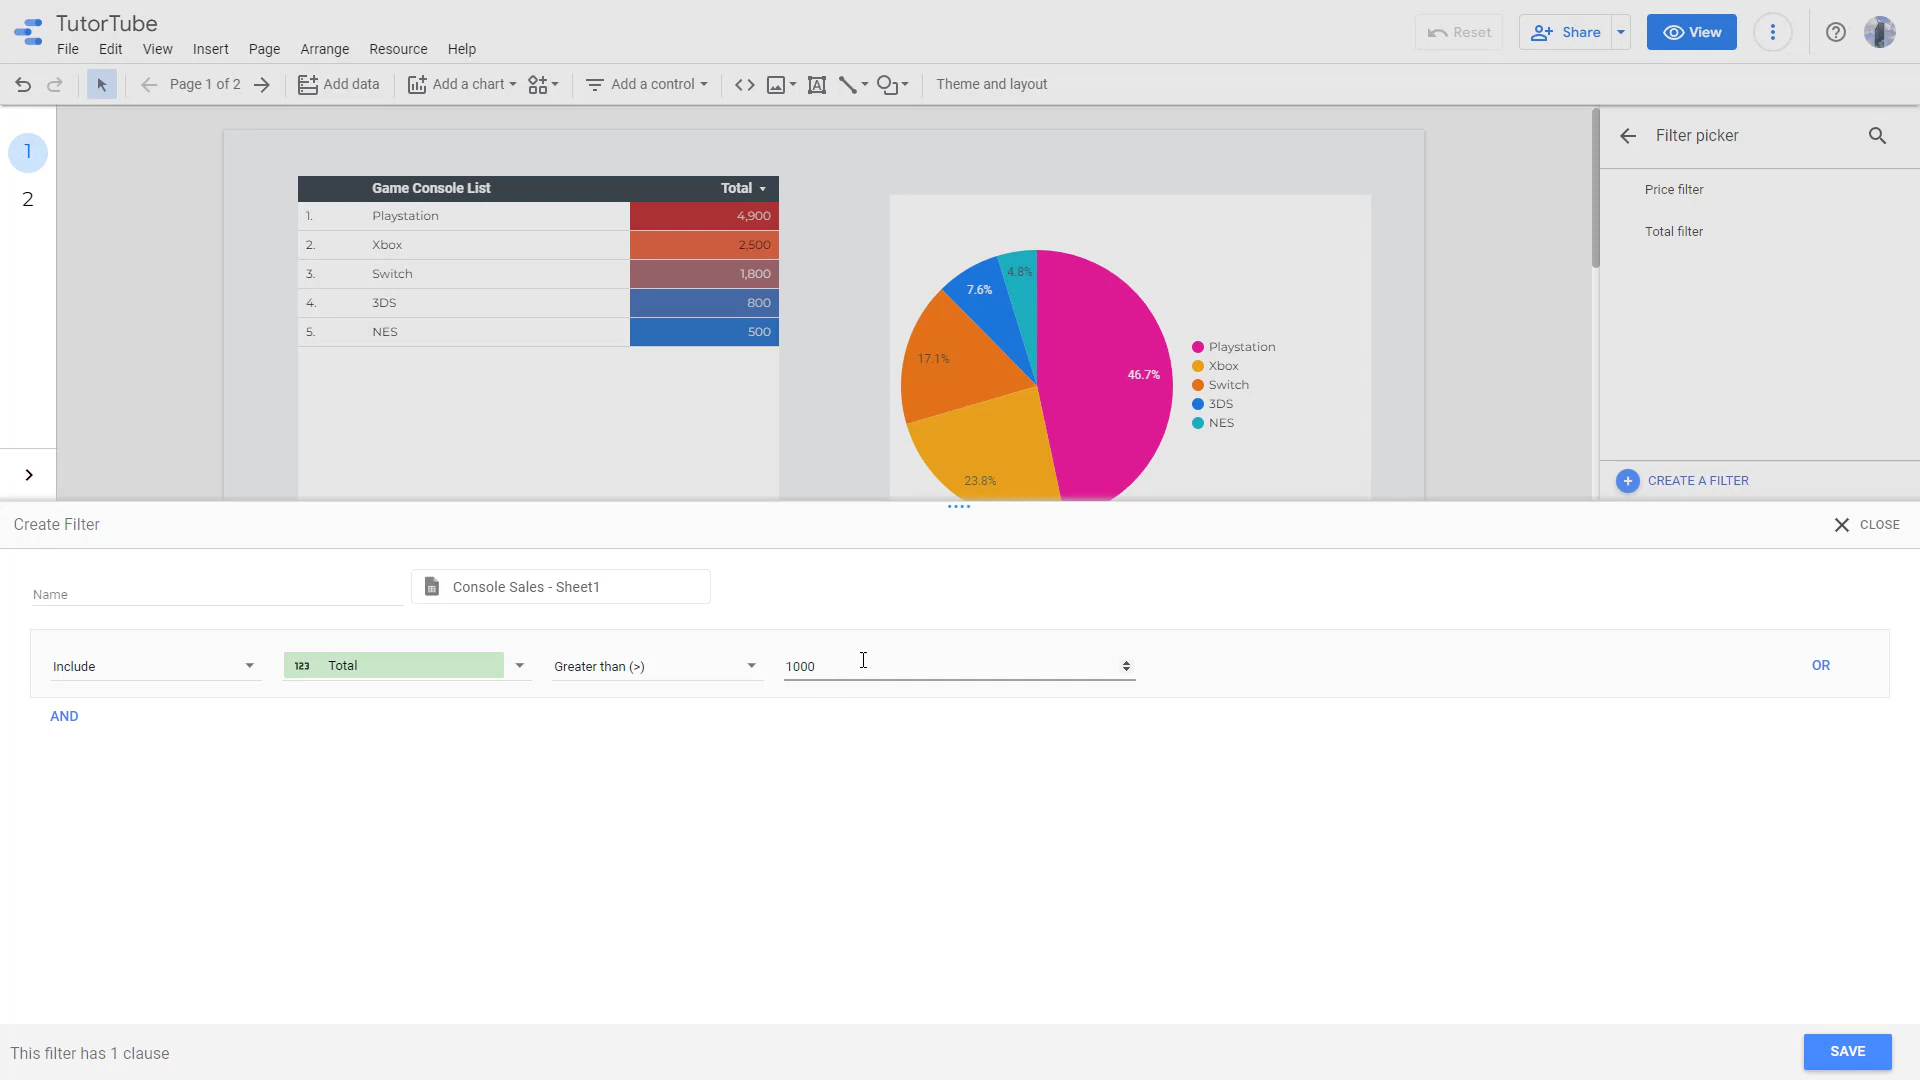 TutorTube
File Edit View Insert Page Arrange Resource Help
Reset Share View
Page 1 of 2 Add data Add a chart Add a control Theme and layout
1
2
Game Console List Total
1. Playstation 4,900
2. Xbox 2,500
3. Switch 1,800
4. 3DS 800
5. NES 500
4.8%
7.6%
17.1%
46.7%
23.8%
Playstation
Xbox
Switch
3DS
NES
Filter picker
Price filter
Total filter
CREATE A FILTER
Create Filter CLOSE
Name Console Sales - Sheet1
Include 123 Total Greater than (>) 1000 OR
AND
This filter has 1 clause SAVE